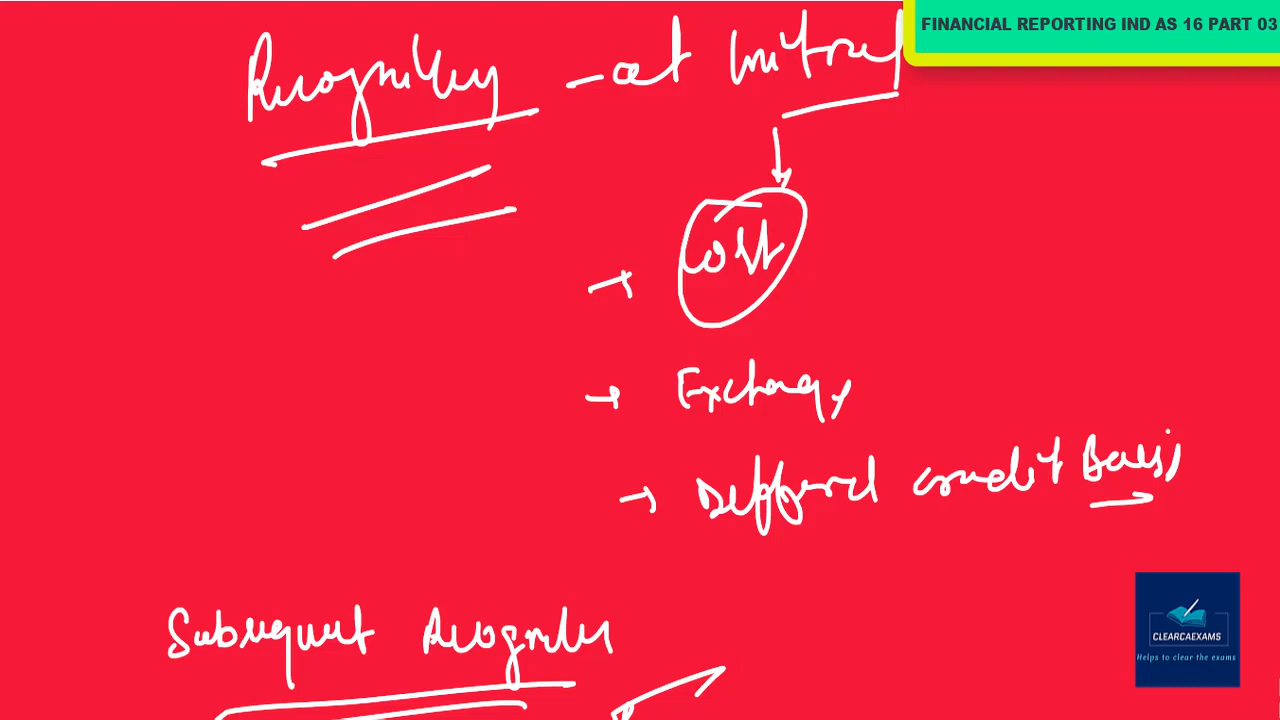 FINANCIAL REPORTING IND AS 16 PART 03
Recognition - at initial
Cost
Exchange
Deffered credit Basis
Subsequent Recognition
CLEARCAEXAMS
Helps to clear the exams